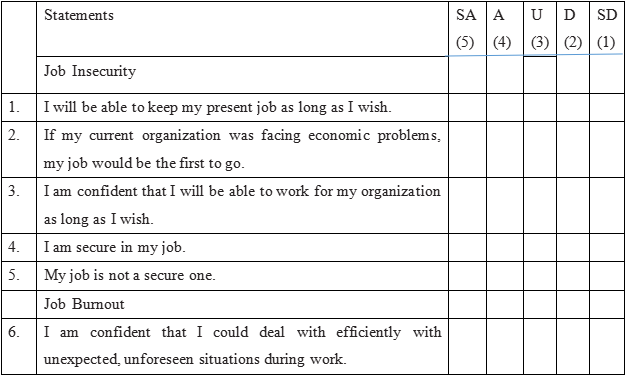 Statements SA A U D SD
(5) (4) (3) (2) (1)
Job Insecurity
1. I will be able to keep my present job as long as I wish.
2. If my current organization was facing economic problems,
my job would be the first to go.
3. I am confident that I will be able to work for my organization
as long as I wish.
4. I am secure in my job.
5. My job is not a secure one.
Job Burnout
6. I am confident that I could deal with efficiently with
unexpected, unforeseen situations during work.